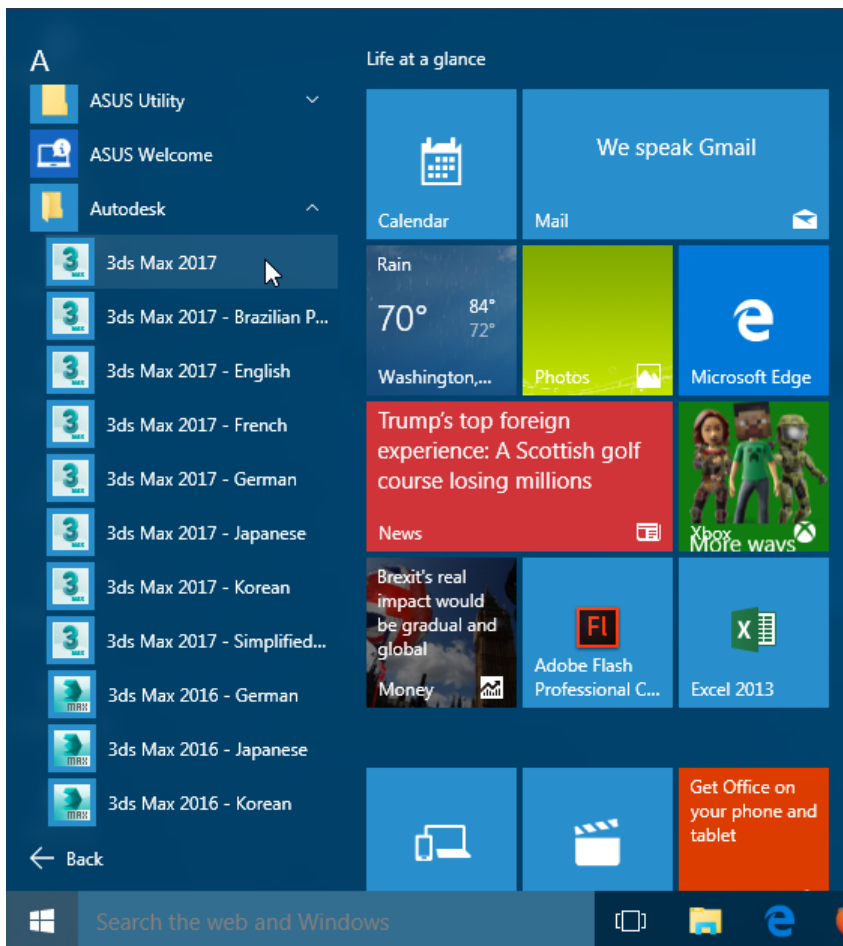 A
ASUS Utility
ASUS Welcome
Autodesk
3ds Max 2017
3ds Max 2017 - Brazilian P...
3ds Max 2017 - English
3ds Max 2017 - French
3ds Max 2017 - German
3ds Max 2017 - Japanese
3ds Max 2017 - Korean
3ds Max 2017 - Simplified...
3ds Max 2016 - German
3ds Max 2016 - Japanese
3ds Max 2016 - Korean
Back
Life at a glance
Calendar
We speak Gmail
Mail
Rain
70°
84°
72°
Washington,...
Photos
Microsoft Edge
Trump's top foreign
experience: A Scottish golf
course losing millions
News
Xbox
More ways
Brexit's real
impact would
be gradual and
global
Money
Fl
Adobe Flash
Professional C...
X
Excel 2013
Get Office on
your phone and
tablet
Search the web and Windows